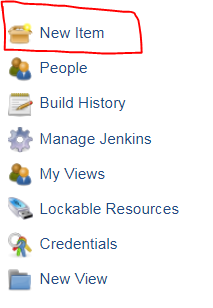 New Item
People
Build History
Manage Jenkins
My Views
Lockable Resources
Credentials
New View